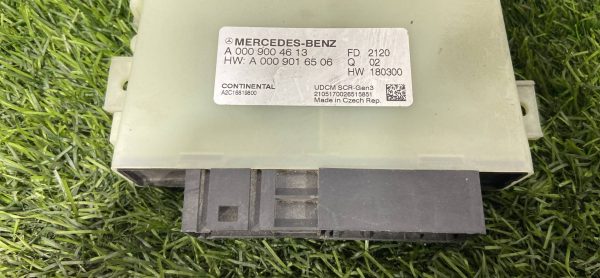 MERCEDES-BENZ
A 000 900 46 13 FD 2120
HW: A 000 901 65 06 Q 02
HW 180300
CONTINENTAL UDCM SCR-Gen3
A2C16819800 2105170026515851
Made in Czech Rep.